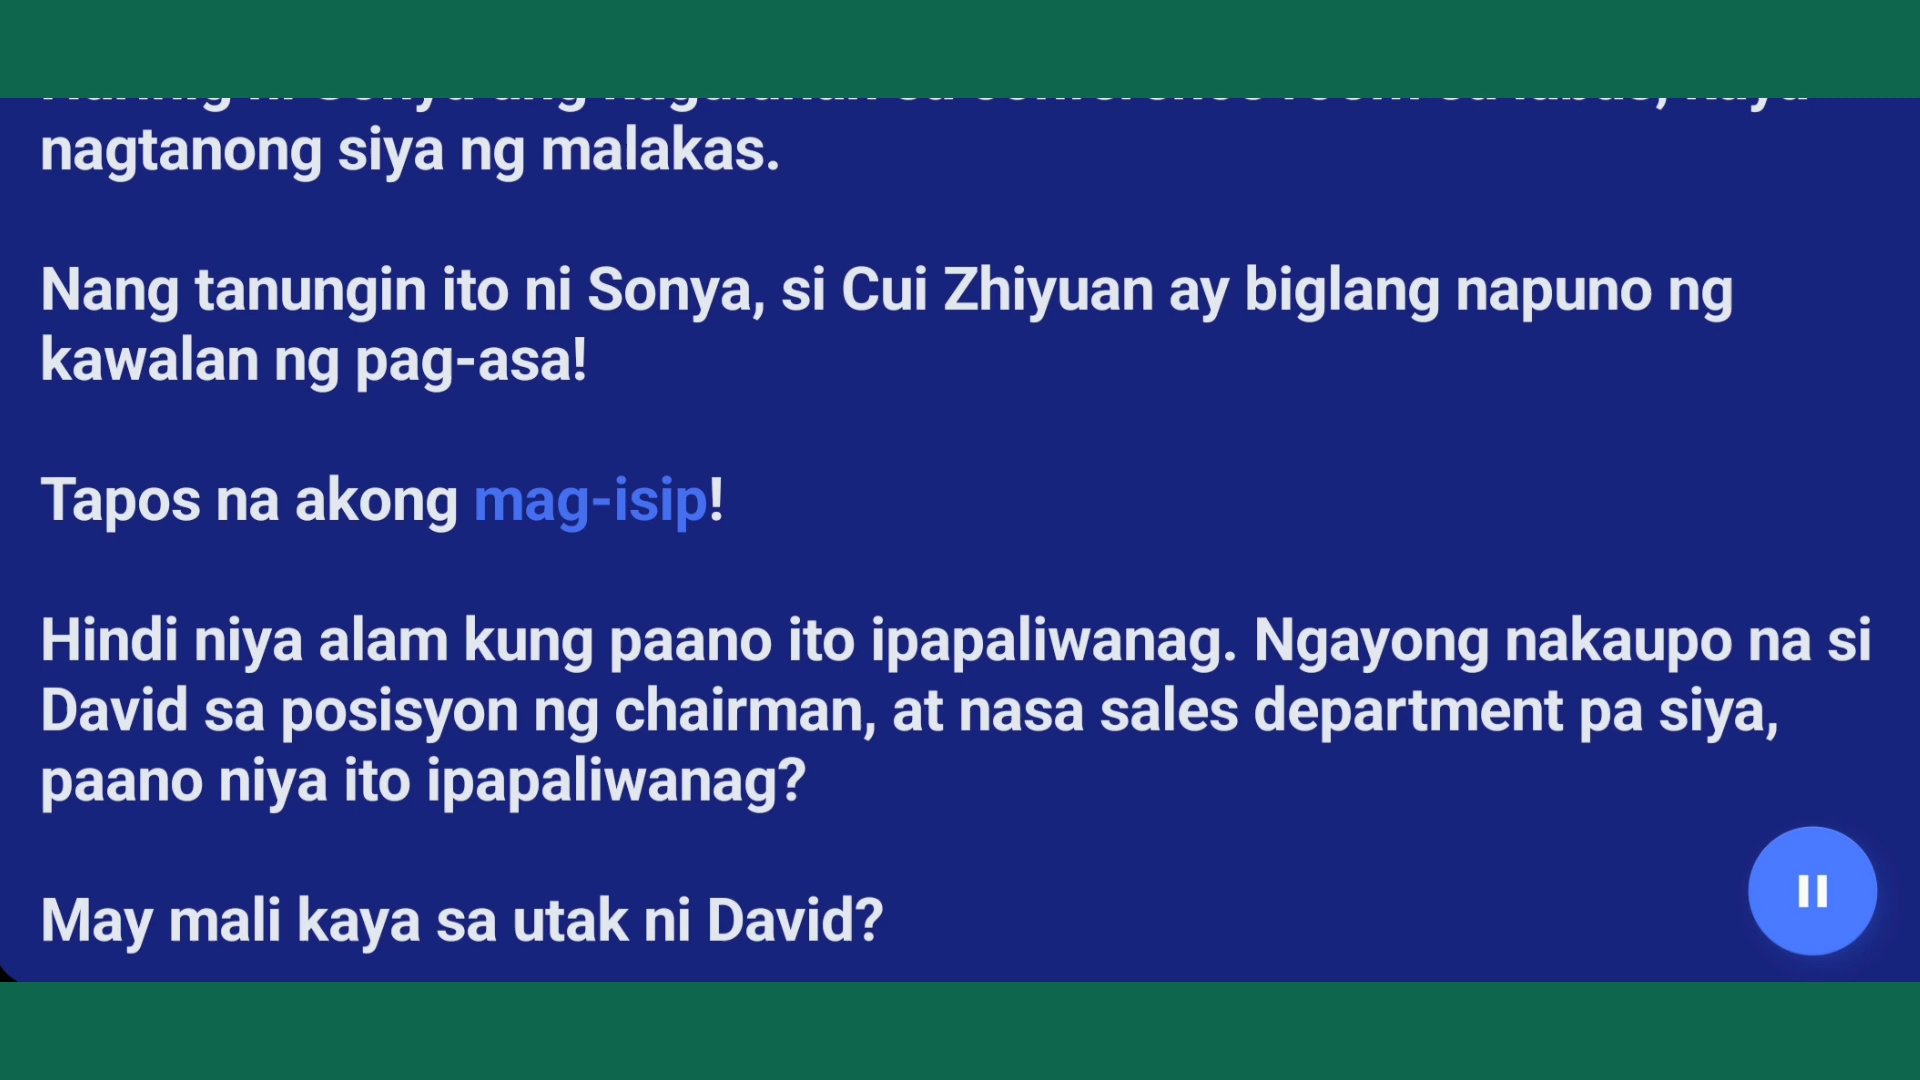 nagtanong siya ng malakas.
Nang tanungin ito ni Sonya, si Cui Zhiyuan ay biglang napuno ng
kawalan ng pag-asa!
Tapos na akong mag-isip!
Hindi niya alam kung paano ito ipapaliwanag. Ngayong nakaupo na si
David sa posisyon ng chairman, at nasa sales department pa siya,
paano niya ito ipapaliwanag?
May mali kaya sa utak ni David?